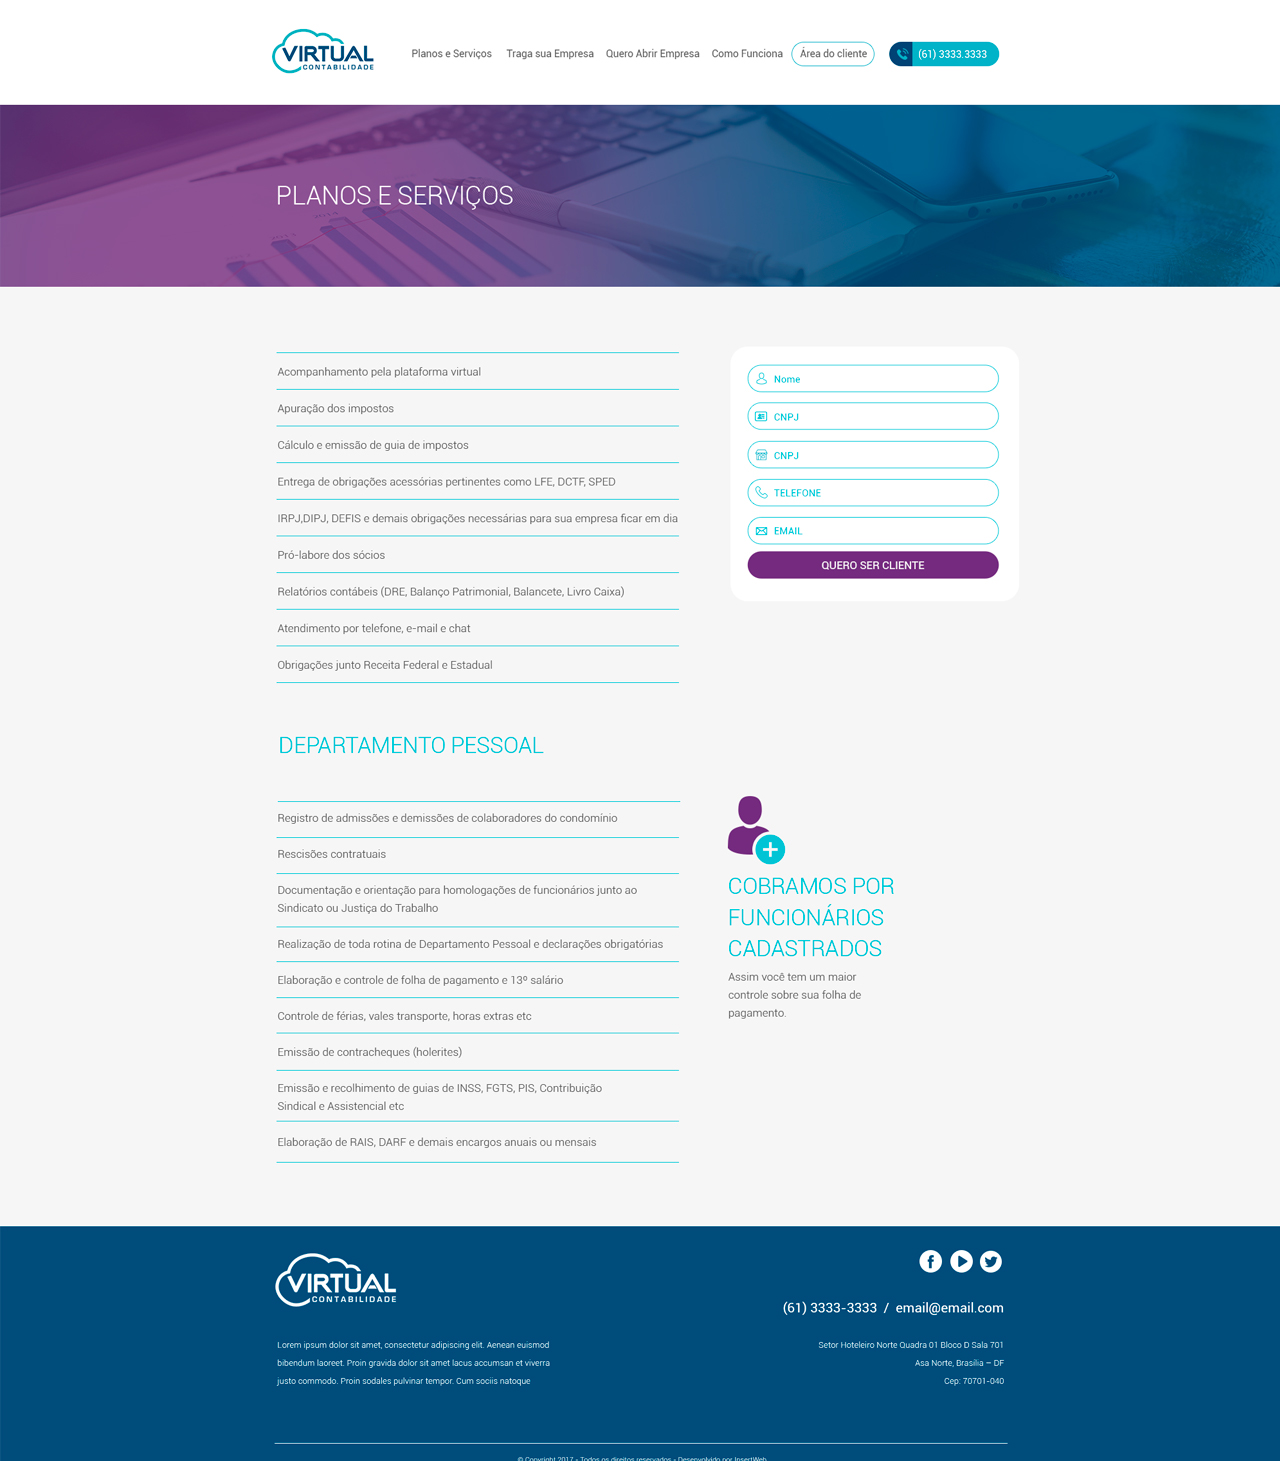 VIRTUAL
CONTABILIDADE
Planos e Serviços
Traga sua Empresa
Quero Abrir Empresa
Como Funciona
Área do cliente
(61) 3333.3333
PLANOS E SERVIÇOS
Acompanhamento pela plataforma virtual
Apuração dos impostos
Cálculo e emissão de guia de impostos
Entrega de obrigações acessórias pertinentes como LFE, DCTF, SPED
IRPJ,DIPJ, DEFIS e demais obrigações necessárias para sua empresa ficar em dia
Pró-labore dos sócios
Relatórios contábeis (DRE, Balanço Patrimonial, Balancete, Livro Caixa)
Atendimento por telefone, e-mail e chat
Obrigações junto Receita Federal e Estadual
Nome
CNPJ
CNPJ
TELEFONE
EMAIL
QUERO SER CLIENTE
DEPARTAMENTO PESSOAL
Registro de admissões e demissões de colaboradores do condomínio
Rescisões contratuais
Documentação e orientação para homologações de funcionários junto ao
Sindicato ou Justiça do Trabalho
Realização de toda rotina de Departamento Pessoal e declarações obrigatórias
Elaboração e controle de folha de pagamento e 13º salário
Controle de férias, vales transporte, horas extras etc
Emissão de contracheques (holerites)
Emissão e recolhimento de guias de INSS, FGTS, PIS, Contribuição
Sindical e Assistencial etc
Elaboração de RAIS, DARF e demais encargos anuais ou mensais
COBRAMOS POR
FUNCIONÁRIOS
CADASTRADOS
Assim você tem um maior
controle sobre sua folha de
pagamento.
VIRTUAL
CONTABILIDADE
Lorem ipsum dolor sit amet, consectetur adipiscing elit. Aenean euismod
bibendum laoreet. Proin gravida dolor sit amet lacus accumsan et viverra
justo commodo. Proin sodales pulvinar tempor. Cum sociis natoque
(61) 3333-3333 / email@email.com
Setor Hoteleiro Norte Quadra 01 Bloco D Sala 701
Asa Norte, Brasília – DF
Cep: 70701-040
© Copyright 2017 - Todos os direitos reservados - Desenvolvido por InsertWeb